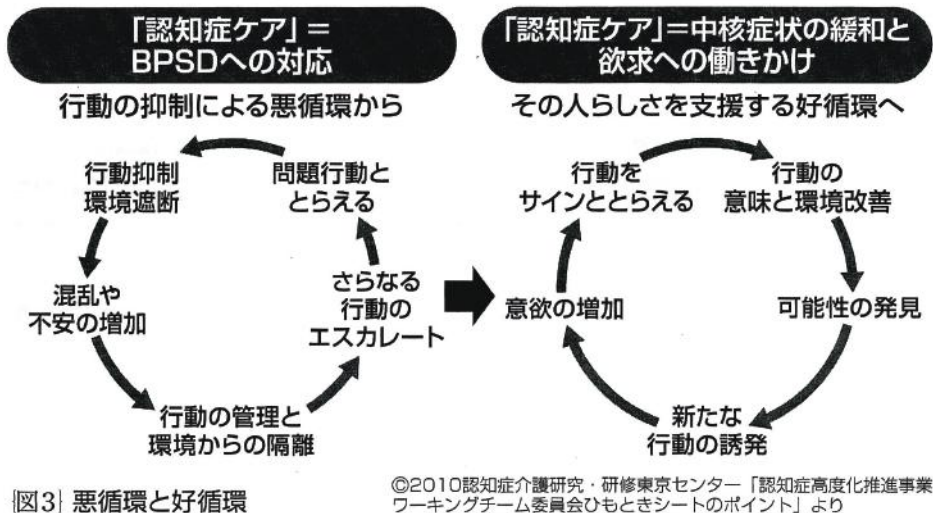 「認知症ケア」＝
BPSDへの対応
行動の抑制による悪循環から
問題行動と
とらえる
行動抑制
環境遮断
混乱や
不安の増加
行動の管理と
環境からの隔離
さらなる
行動の
エスカレート
「認知症ケア」＝中核症状の緩和と
欲求への働きかけ
その人らしさを支援する好循環へ
行動を
サインととらえる
行動の
意味と環境改善
可能性の発見
新たな
行動の誘発
意欲の増加
図3 悪循環と好循環
©2010認知症介護研究・研修東京センター「認知症高度化推進事業
ワーキングチーム委員会ひもときシートのポイント」より